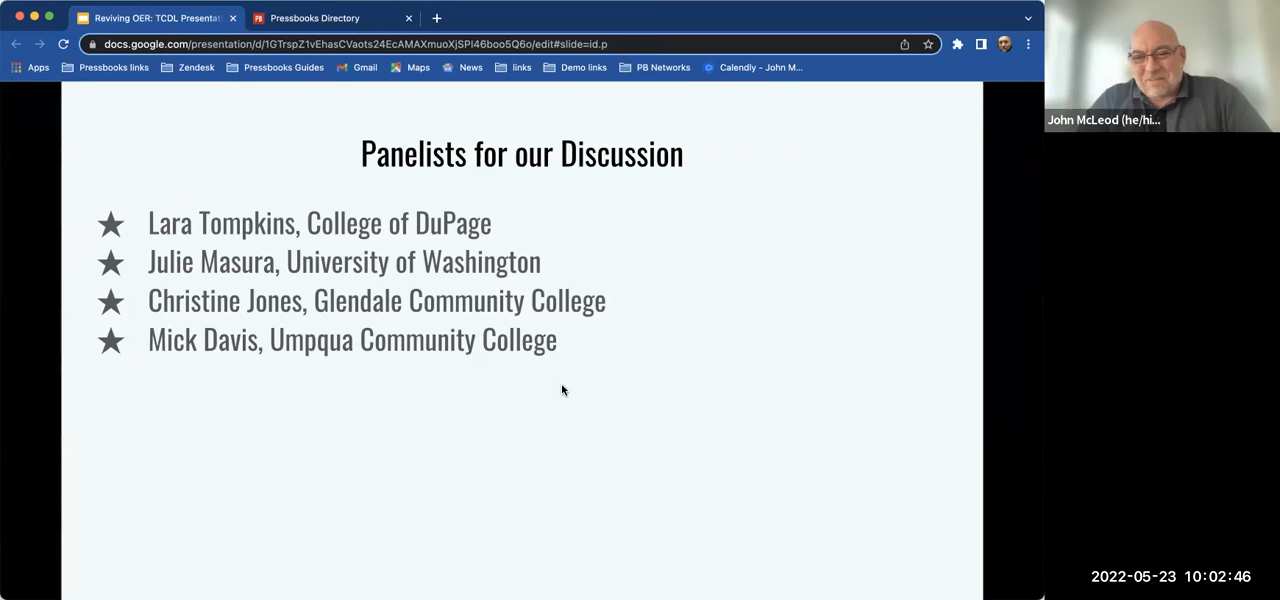 Reviving OER: TCDL Presentat
Pressbooks Directory
docs.google.com/presentation/d/1GTrspZ1vEhasCVaots24EcAMAXmuoXjSPI46boo5Q6o/edit#slide=id.p
Apps Pressbooks links Zendesk Pressbooks Guides Gmail Maps News links Demo links PB Networks Calendly - John M...
Panelists for our Discussion
★ Lara Tompkins, College of DuPage
★ Julie Masura, University of Washington
★ Christine Jones, Glendale Community College
★ Mick Davis, Umpqua Community College
John McLeod (he/hi...
2022-05-23 10:02:46